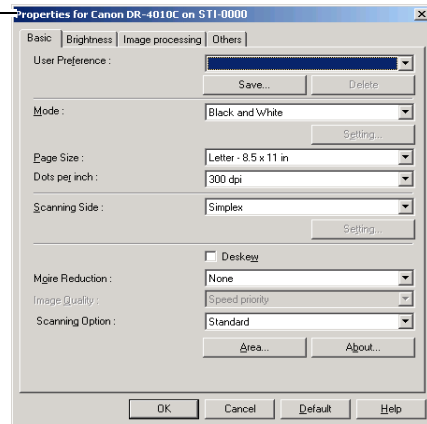 Properties for Canon DR-4010C on STI-0000
Basic Brightness Image processing Others
User Preference :
Save... Delete
Mode : Black and White
Setting...
Page Size : Letter - 8.5 x 11 in
Dots per inch : 300 dpi
Scanning Side : Simplex
Setting...
Deskew
Moire Reduction : None
Image Quality : Speed priority
Scanning Option : Standard
Area... About...
OK Cancel Default Help